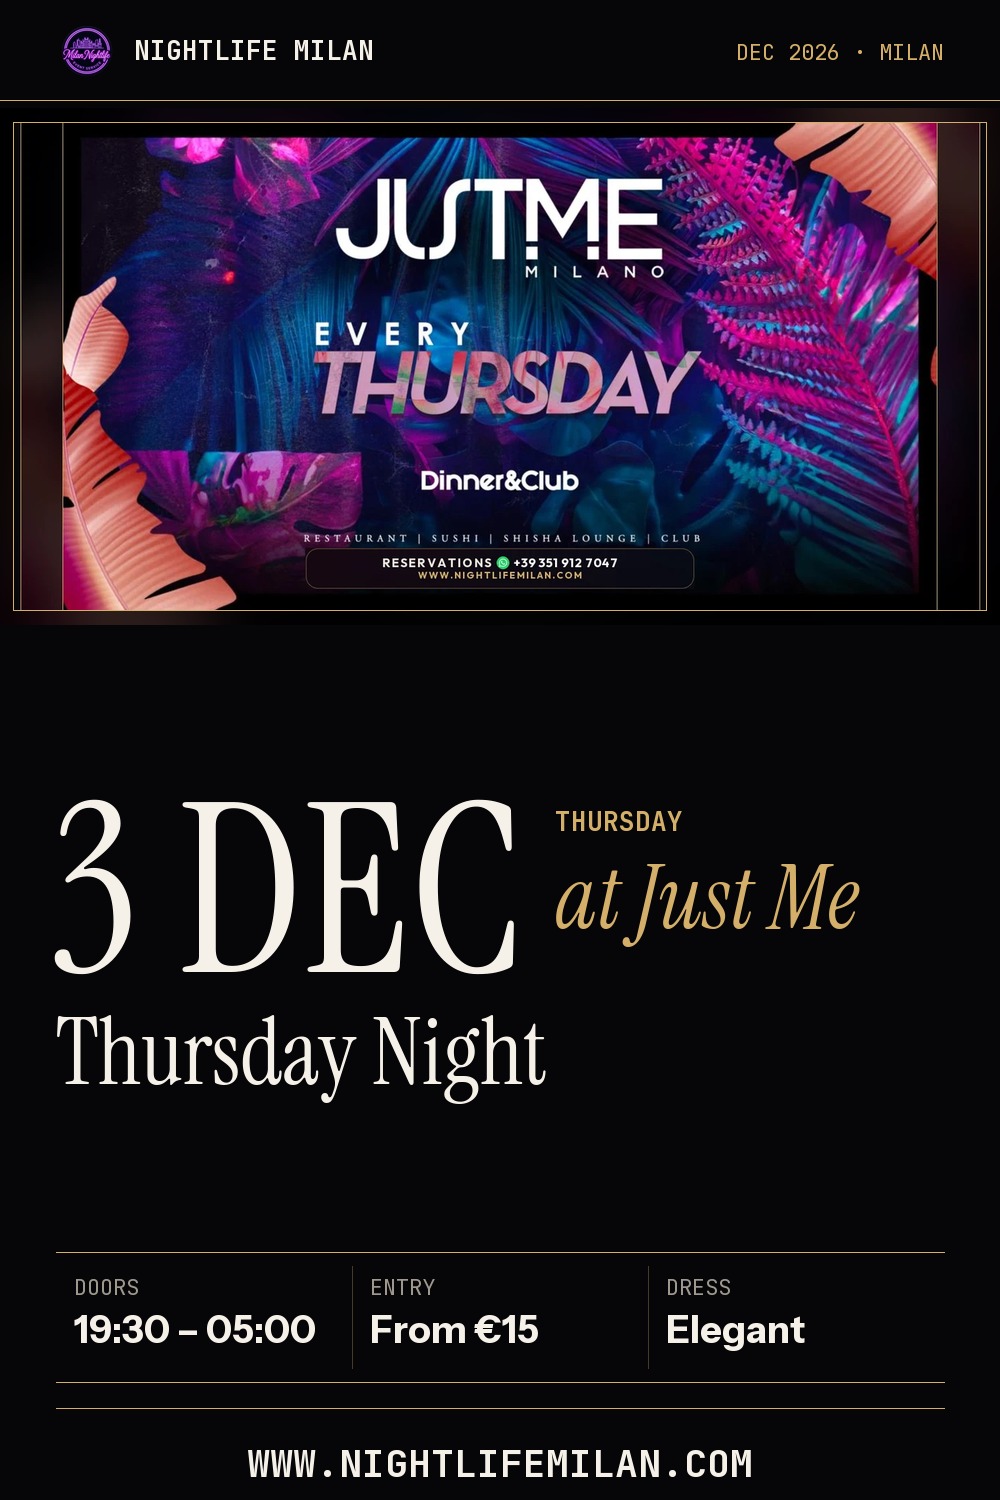 Milan Nightlife
NIGHTLIFE MILAN
DEC 2026 · MILAN
JUSTME
MILANO
EVERY
THURSDAY
Dinner&Club
RESTAURANT | SUSHI | SHISHA LOUNGE | CLUB
RESERVATIONS +39 351 912 7047
WWW.NIGHTLIFEMILAN.COM
3 DEC
THURSDAY
at Just Me
Thursday Night
DOORS
19:30 – 05:00
ENTRY
From €15
DRESS
Elegant
WWW.NIGHTLIFEMILAN.COM